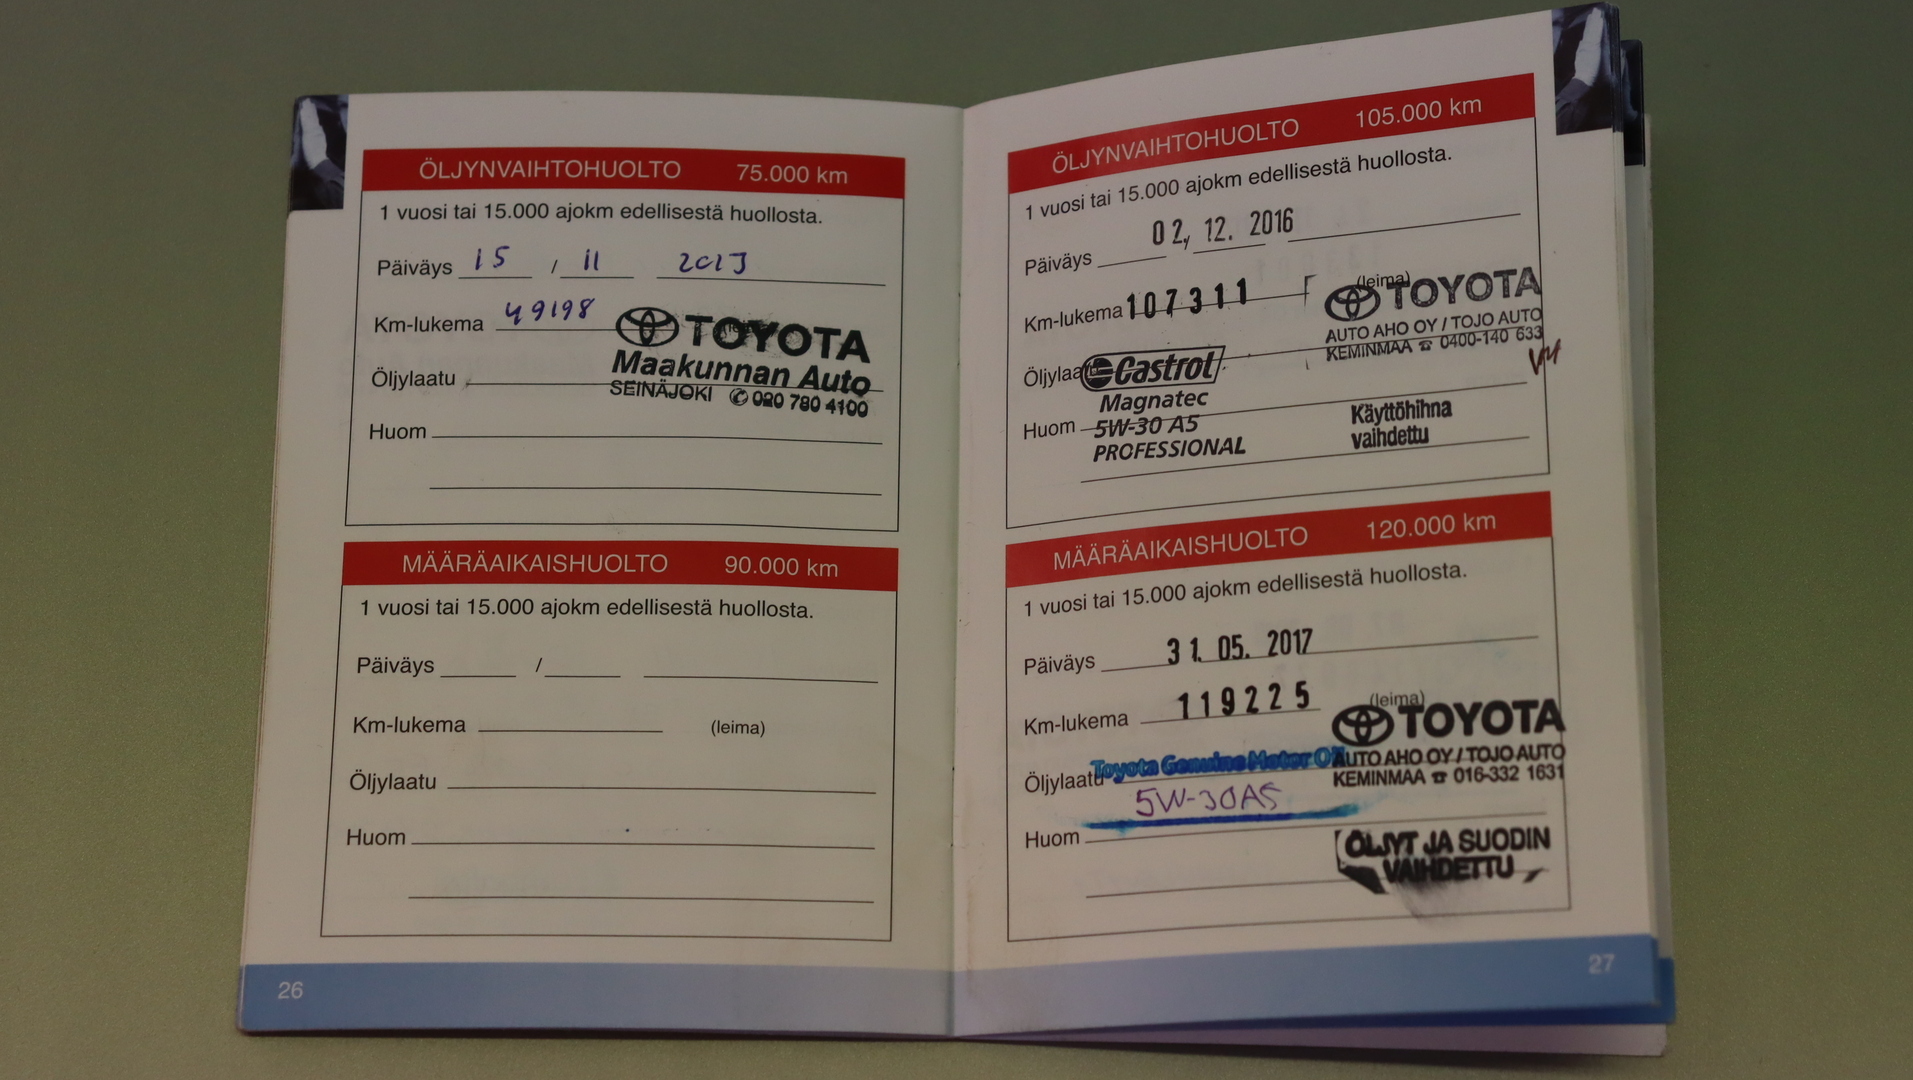 ÖLJYNVAIHTOHUOLTO 75.000 km
1 vuosi tai 15.000 ajokm edellisestä huollosta.
Päiväys 15 / 11 2013
Km-lukema 49198
TOYOTA
Maakunnan Auto
SEINÄJOKI ✆ 020 780 4100
Öljylaatu
Huom
MÄÄRÄAIKAISHUOLTO 90.000 km
1 vuosi tai 15.000 ajokm edellisestä huollosta.
Päiväys /
Km-lukema (leima)
Öljylaatu
Huom
26
ÖLJYNVAIHTOHUOLTO 105.000 km
1 vuosi tai 15.000 ajokm edellisestä huollosta.
Päiväys 02, 12. 2016
Km-lukema 107311 (leima)
TOYOTA
AUTO AHO OY / TOJO AUTO
KEMINMAA ☎ 0400-140 633
Öljylaatu Castrol
Magnatec
Huom 5W-30 A5
PROFESSIONAL
Käyttöhihna
vaihdettu
MÄÄRÄAIKAISHUOLTO 120.000 km
1 vuosi tai 15.000 ajokm edellisestä huollosta.
Päiväys 31. 05. 2017
Km-lukema 119225 (leima)
TOYOTA
AUTO AHO OY / TOJO AUTO
KEMINMAA ☎ 016-332 1631
Öljylaatu Toyota Genuine Motor Oil
5W-30A5
Huom
ÖLJYT JA SUODIN
VAIHDETTU
27